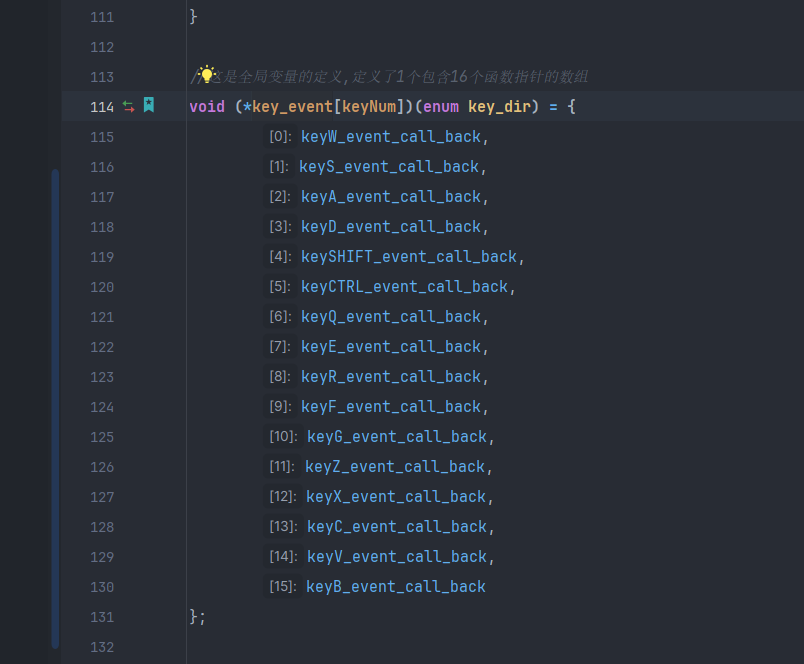 111 }
112
113 //这是全局变量的定义,定义了1个包含16个函数指针的数组
114 void (*key_event[keyNum])(enum key_dir) = {
115 [0]: keyW_event_call_back,
116 [1]: keyS_event_call_back,
117 [2]: keyA_event_call_back,
118 [3]: keyD_event_call_back,
119 [4]: keySHIFT_event_call_back,
120 [5]: keyCTRL_event_call_back,
121 [6]: keyQ_event_call_back,
122 [7]: keyE_event_call_back,
123 [8]: keyR_event_call_back,
124 [9]: keyF_event_call_back,
125 [10]: keyG_event_call_back,
126 [11]: keyZ_event_call_back,
127 [12]: keyX_event_call_back,
128 [13]: keyC_event_call_back,
129 [14]: keyV_event_call_back,
130 [15]: keyB_event_call_back
131 };
132